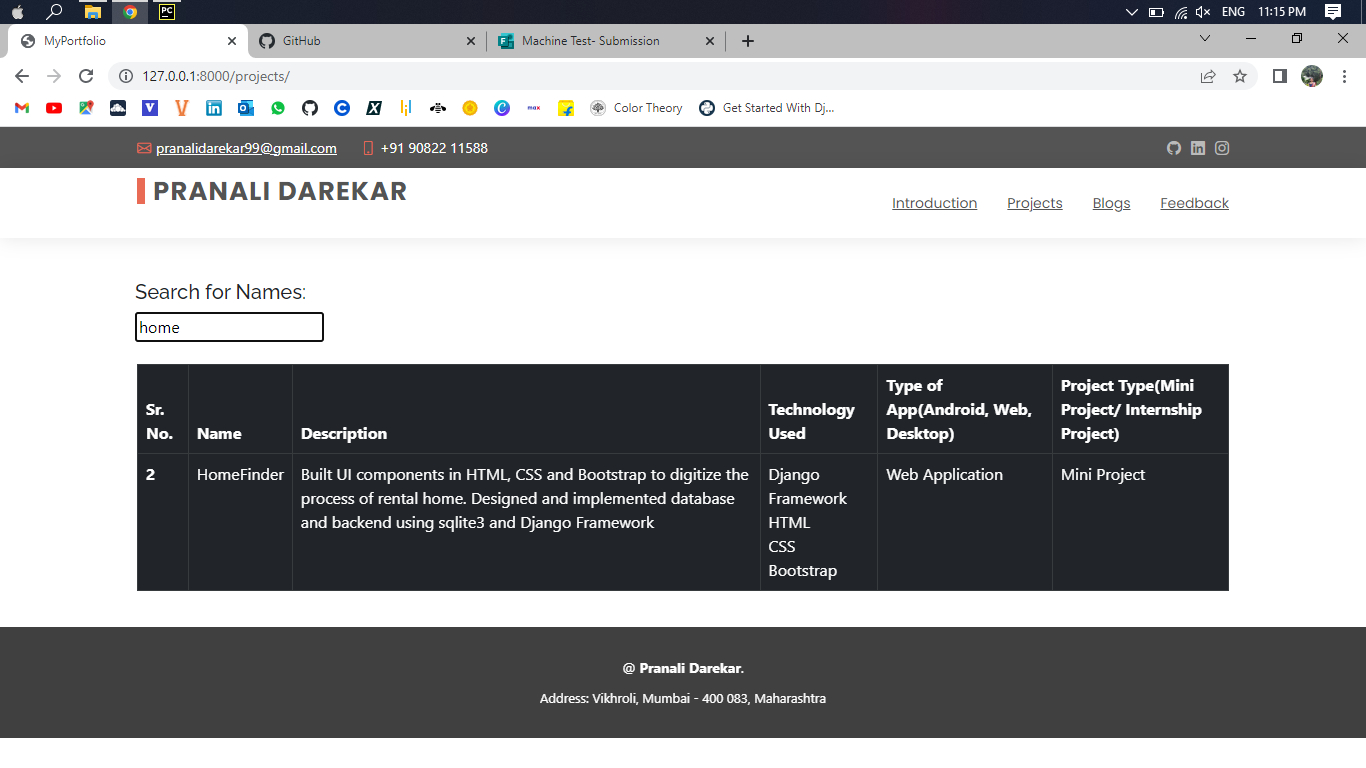 PC
ENG
11:15 PM
MyPortfolio
GitHub
Machine Test- Submission
127.0.0.1:8000/projects/
max
Color Theory
Get Started With Dj...
pranalidarekar99@gmail.com
+91 90822 11588
PRANALI DAREKAR
Introduction
Projects
Blogs
Feedback
Search for Names:
home
Sr.
No.
Name
Description
Technology
Used
Type of
App(Android, Web,
Desktop)
Project Type(Mini
Project/ Internship
Project)
2
HomeFinder
Built UI components in HTML, CSS and Bootstrap to digitize the
process of rental home. Designed and implemented database
and backend using sqlite3 and Django Framework
Django
Framework
HTML
CSS
Bootstrap
Web Application
Mini Project
@ Pranali Darekar.
Address: Vikhroli, Mumbai - 400 083, Maharashtra